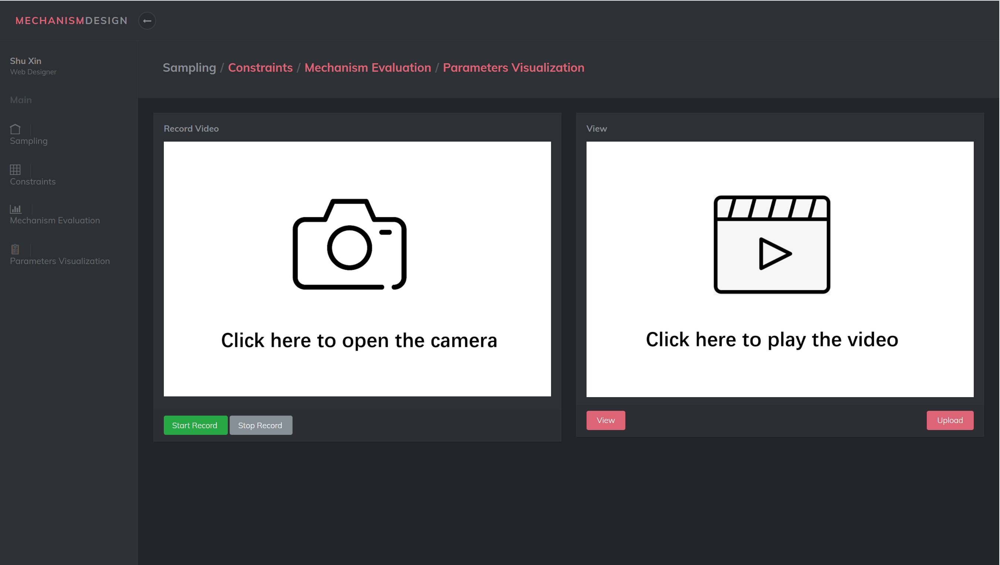 MECHANISMDESIGN
Shu Xin
Web Designer
Main
Sampling
Constraints
Mechanism Evaluation
Parameters Visualization
Sampling / Constraints / Mechanism Evaluation / Parameters Visualization
Record Video
Click here to open the camera
Start Record Stop Record
View
Click here to play the video
View Upload